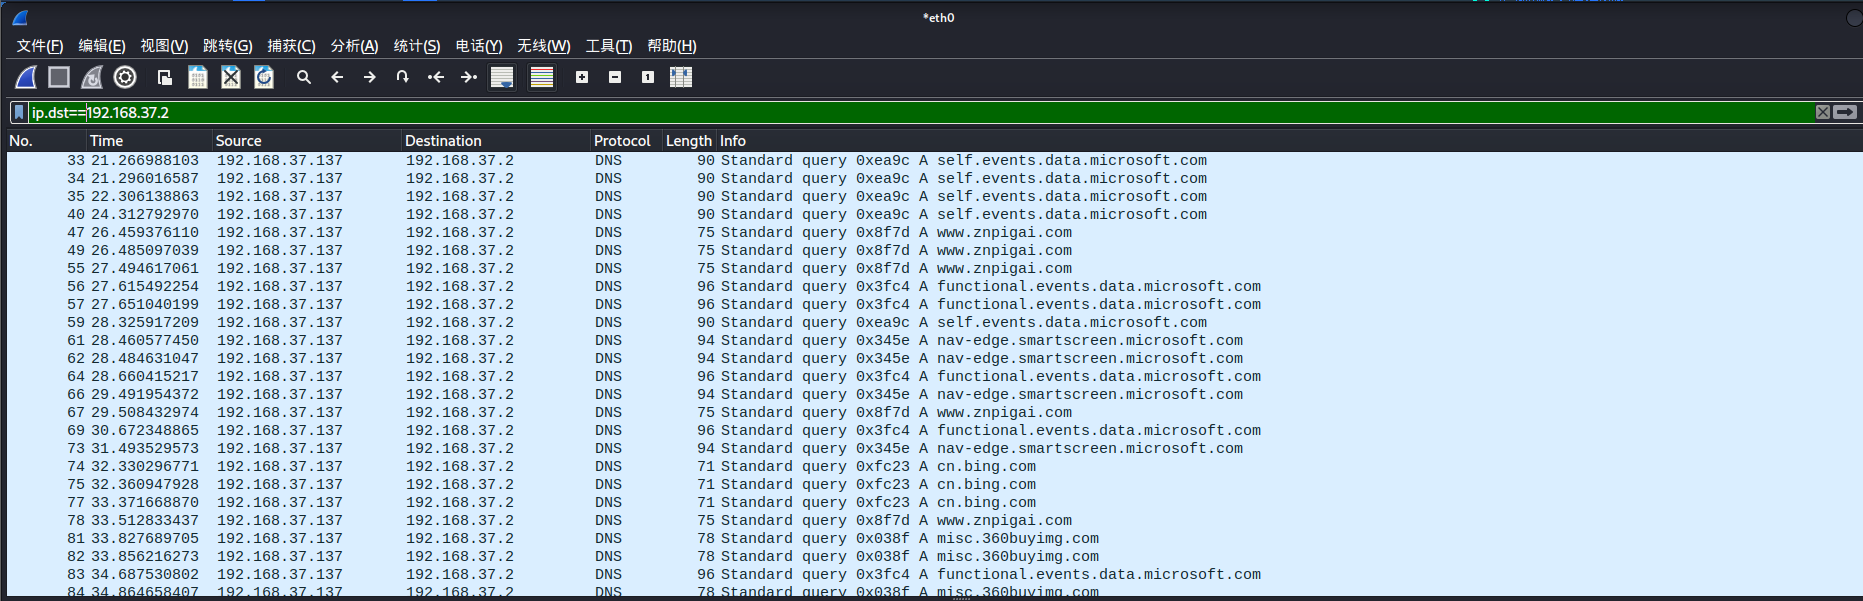 *eth0
文件(F) 编辑(E) 视图(V) 跳转(G) 捕获(C) 分析(A) 统计(S) 电话(Y) 无线(W) 工具(T) 帮助(H)
ip.dst==192.168.37.2
No. Time Source Destination Protocol Length Info
33 21.266988103 192.168.37.137 192.168.37.2 DNS 90 Standard query 0xea9c A self.events.data.microsoft.com
34 21.296016587 192.168.37.137 192.168.37.2 DNS 90 Standard query 0xea9c A self.events.data.microsoft.com
35 22.306138863 192.168.37.137 192.168.37.2 DNS 90 Standard query 0xea9c A self.events.data.microsoft.com
40 24.312792970 192.168.37.137 192.168.37.2 DNS 90 Standard query 0xea9c A self.events.data.microsoft.com
47 26.459376110 192.168.37.137 192.168.37.2 DNS 75 Standard query 0x8f7d A www.znpigai.com
49 26.485097039 192.168.37.137 192.168.37.2 DNS 75 Standard query 0x8f7d A www.znpigai.com
55 27.494617061 192.168.37.137 192.168.37.2 DNS 75 Standard query 0x8f7d A www.znpigai.com
56 27.615492254 192.168.37.137 192.168.37.2 DNS 96 Standard query 0x3fc4 A functional.events.data.microsoft.com
57 27.651040199 192.168.37.137 192.168.37.2 DNS 96 Standard query 0x3fc4 A functional.events.data.microsoft.com
59 28.325917209 192.168.37.137 192.168.37.2 DNS 90 Standard query 0xea9c A self.events.data.microsoft.com
61 28.460577450 192.168.37.137 192.168.37.2 DNS 94 Standard query 0x345e A nav-edge.smartscreen.microsoft.com
62 28.484631047 192.168.37.137 192.168.37.2 DNS 94 Standard query 0x345e A nav-edge.smartscreen.microsoft.com
64 28.660415217 192.168.37.137 192.168.37.2 DNS 96 Standard query 0x3fc4 A functional.events.data.microsoft.com
66 29.491954372 192.168.37.137 192.168.37.2 DNS 94 Standard query 0x345e A nav-edge.smartscreen.microsoft.com
67 29.508432974 192.168.37.137 192.168.37.2 DNS 75 Standard query 0x8f7d A www.znpigai.com
69 30.672348865 192.168.37.137 192.168.37.2 DNS 96 Standard query 0x3fc4 A functional.events.data.microsoft.com
73 31.493529573 192.168.37.137 192.168.37.2 DNS 94 Standard query 0x345e A nav-edge.smartscreen.microsoft.com
74 32.330296771 192.168.37.137 192.168.37.2 DNS 71 Standard query 0xfc23 A cn.bing.com
75 32.360947928 192.168.37.137 192.168.37.2 DNS 71 Standard query 0xfc23 A cn.bing.com
77 33.371668870 192.168.37.137 192.168.37.2 DNS 71 Standard query 0xfc23 A cn.bing.com
78 33.512833437 192.168.37.137 192.168.37.2 DNS 75 Standard query 0x8f7d A www.znpigai.com
81 33.827689705 192.168.37.137 192.168.37.2 DNS 78 Standard query 0x038f A misc.360buyimg.com
82 33.856216273 192.168.37.137 192.168.37.2 DNS 78 Standard query 0x038f A misc.360buyimg.com
83 34.687530802 192.168.37.137 192.168.37.2 DNS 96 Standard query 0x3fc4 A functional.events.data.microsoft.com
84 34.864658407 192.168.37.137 192.168.37.2 DNS 78 Standard query 0x038f A misc.360buyimg.com